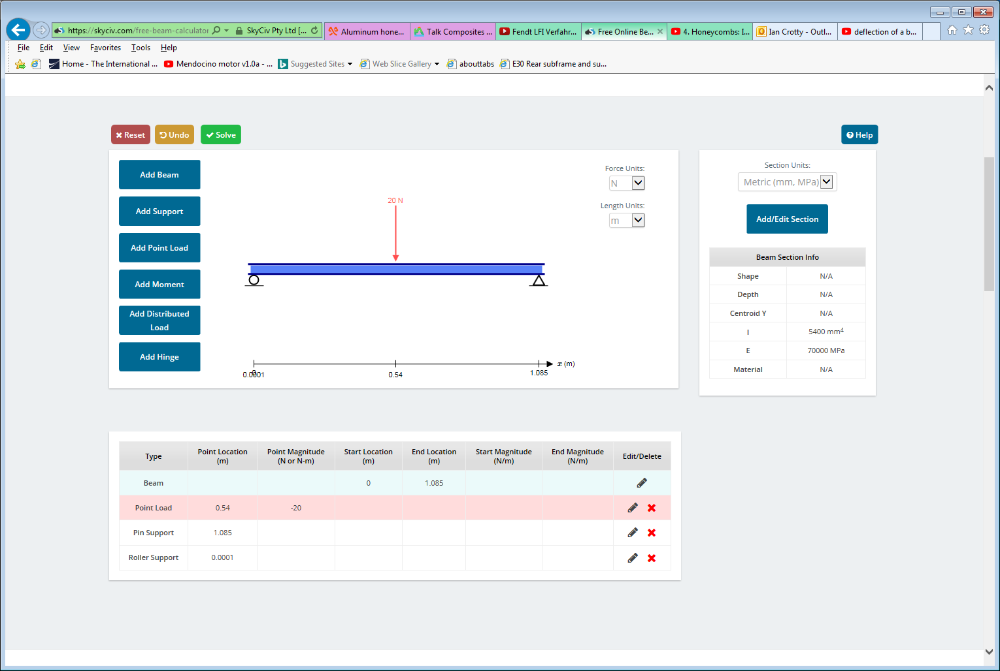 https://skyciv.com/free-beam-calculator
SkyCiv Pty Ltd [...
Aluminum hone...
Talk Composites ...
Fendt LFI Verfahr...
Free Online Be...
4. Honeycombs: I...
Ian Crotty - Outl...
deflection of a b...
File Edit View Favorites Tools Help
Home - The International ...
Mendocino motor v1.0a - ...
Suggested Sites
Web Slice Gallery
abouttabs
E30 Rear subframe and su...
Reset Undo Solve
Help
Add Beam
Add Support
Add Point Load
Add Moment
Add Distributed
Load
Add Hinge
20 N
x (m)
0.0001
0.54
1.085
Force Units:
N
Length Units:
m
Section Units:
Metric (mm, MPa)
Add/Edit Section
Beam Section Info
Shape N/A
Depth N/A
Centroid Y N/A
I 5400 mm⁴
E 70000 MPa
Material N/A
Type Point Location (m) Point Magnitude (N or N-m) Start Location (m) End Location (m) Start Magnitude (N/m) End Magnitude (N/m) Edit/Delete
Beam 0 1.085
Point Load 0.54 -20
Pin Support 1.085
Roller Support 0.0001